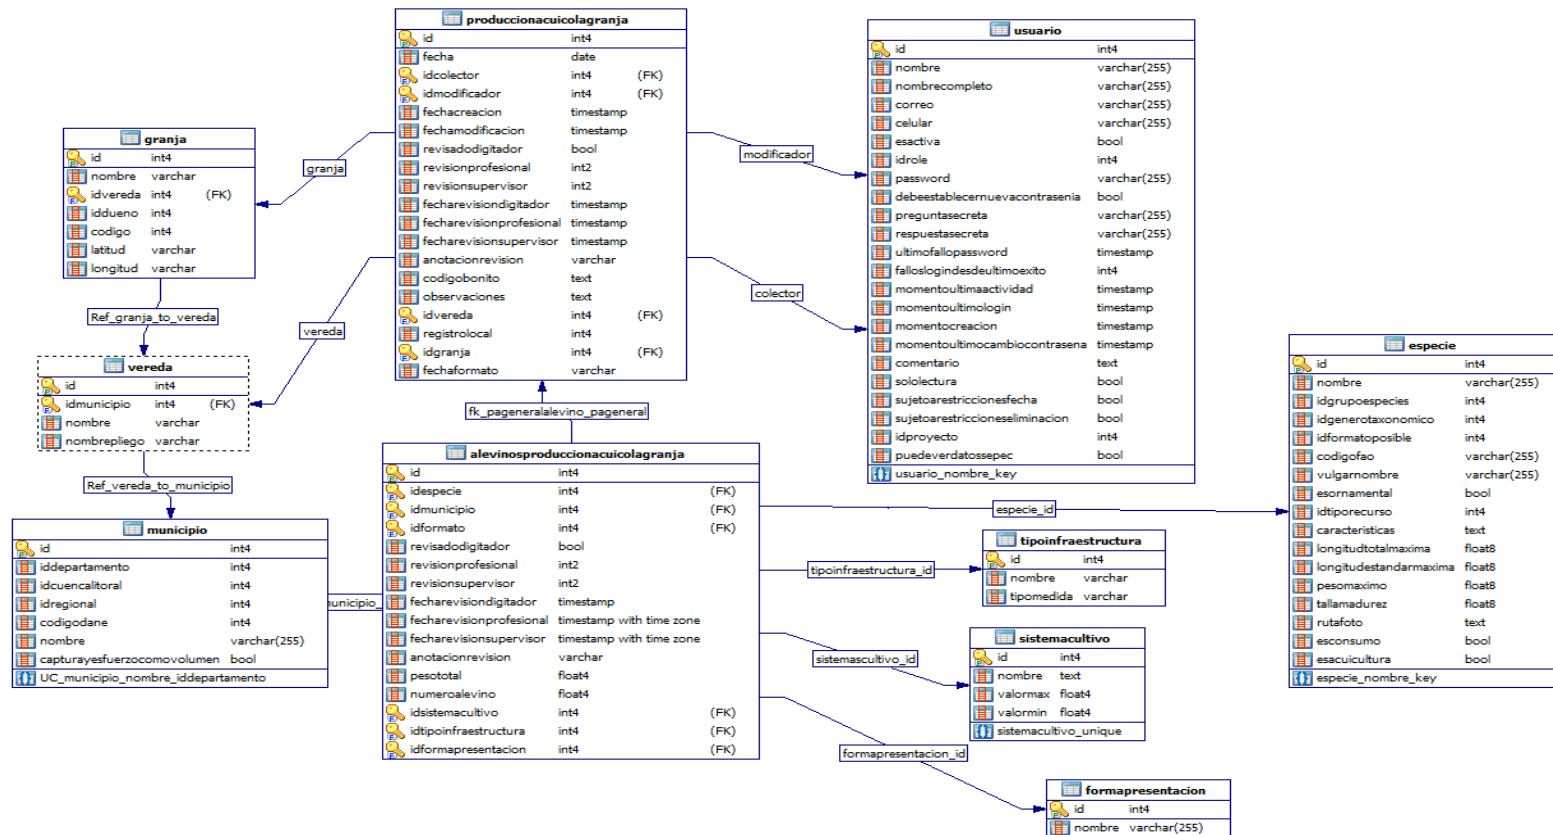 produccionacuicolagranja
id int4
fecha date
idcolector int4 (FK)
idmodificador int4 (FK)
fechacreacion timestamp
fechamodificacion timestamp
revisadodigitador bool
revisionprofesional int2
revisionsupervisor int2
fecharevisiondigitador timestamp
fecharevisionprofesional timestamp
fecharevisionsupervisor timestamp
anotacionrevision varchar
codigobonito text
observaciones text
idvereda int4 (FK)
registrolocal int4
idgranja int4 (FK)
fechaformato varchar
usuario
id int4
nombre varchar(255)
nombrecompleto varchar(255)
correo varchar(255)
celular varchar(255)
esactiva bool
idrole int4
password varchar(255)
debeestablecernuevacontrasenia bool
preguntasecreta varchar(255)
respuestasecreta varchar(255)
ultimofallopassword timestamp
falloslogindesdeultimoexito int4
momentoultimaactividad timestamp
momentoultimologin timestamp
momentocreacion timestamp
momentoultimocambiocontrasena timestamp
comentario text
sololectura bool
sujetoarestriccionesfecha bool
sujetoarestriccioneseliminacion bool
idproyecto int4
puedeverdatossepec bool
usuario_nombre_key
granja
id int4
nombre varchar
idvereda int4 (FK)
iddueno int4
codigo int4
latitud varchar
longitud varchar
granja
modificador
colector
Ref_granja_to_vereda
vereda
vereda
id int4
idmunicipio int4 (FK)
nombre varchar
nombrepliego varchar
fk_pageneralalevino_pageneral
Ref_vereda_to_municipio
especie
id int4
nombre varchar(255)
idgrupoespecies int4
idgenerotaxonomico int4
idformatoposible int4
codigofao varchar(255)
vulgarnombre varchar(255)
esornamental bool
idtiporecurso int4
caracteristicas text
longitudtotalmaxima float8
longitudestandarmaxima float8
pesomaximo float8
tallamadurez float8
rutafoto text
esconsumo bool
esacuicultura bool
especie_nombre_key
alevinosproduccionacuicolagranja
id int4
idespecie int4 (FK)
idmunicipio int4 (FK)
idformato int4 (FK)
revisadodigitador bool
revisionprofesional int2
revisionsupervisor int2
fecharevisiondigitador timestamp
fecharevisionprofesional timestamp with time zone
fecharevisionsupervisor timestamp with time zone
anotacionrevision varchar
pesototal float4
numeroalevino float4
idsistemacultivo int4 (FK)
idtipoinfraestructura int4 (FK)
idformapresentacion int4 (FK)
municipio
id int4
iddepartamento int4
idcuencalitoral int4
idregional int4
codigodane int4
nombre varchar(255)
capturayesfuerzocomovolumen bool
UC_municipio_nombre_iddepartamento
especie_id
tipoinfraestructura_id
tipoinfraestructura
id int4
nombre varchar
tipomedida varchar
sistemascultivo_id
sistemacultivo
id int4
nombre text
valormax float4
valormin float4
sistemacultivo_unique
formapresentacion_id
formapresentacion
id int4
nombre varchar(255)